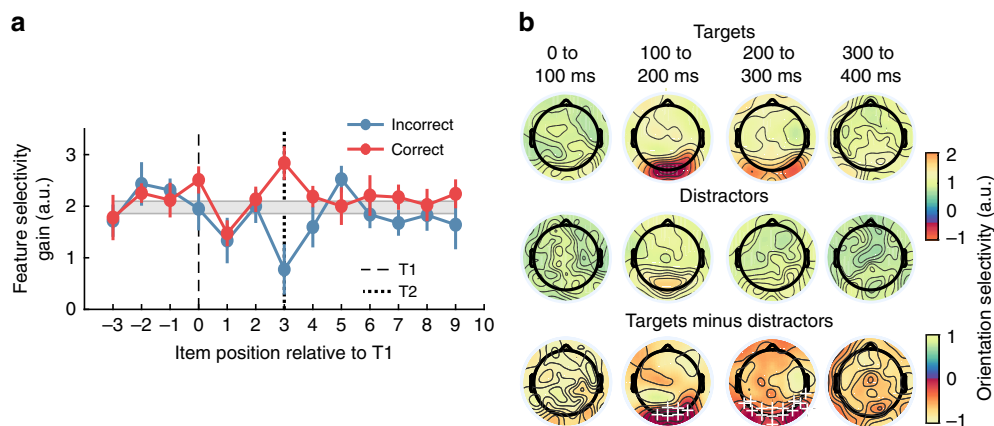 a
Feature selectivity
gain (a.u.)
3
2
1
0
Incorrect
Correct
T1
T2
–3 –2 –1 0 1 2 3 4 5 6 7 8 9 10
Item position relative to T1
b
Targets
0 to
100 ms
100 to
200 ms
200 to
300 ms
300 to
400 ms
Distractors
Targets minus distractors
2
1
0
–1
1
0
–1
Orientation selectivity (a.u.)